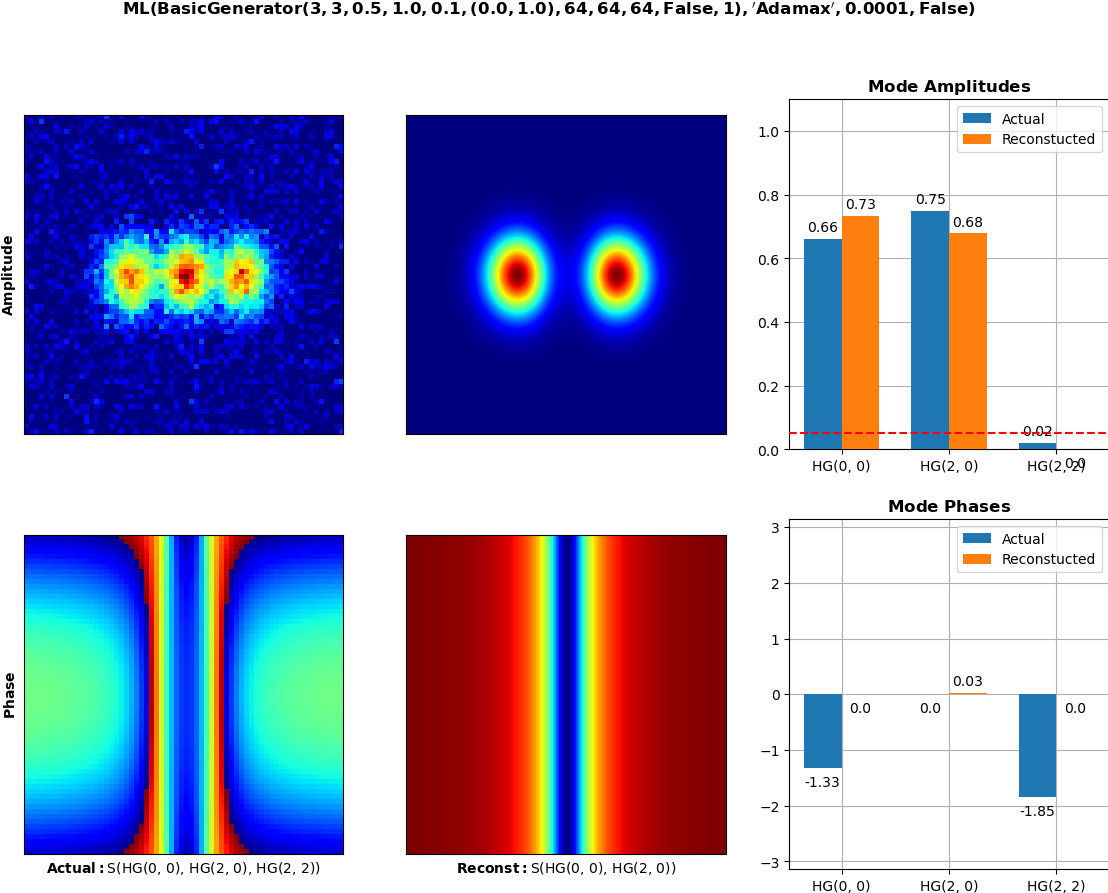 ML(BasicGenerator(3, 3, 0.5, 1.0, 0.1, (0.0, 1.0), 64, 64, 64, False, 1), ′Adamax′, 0.0001, False)
Amplitude
Mode Amplitudes
Actual
Reconstucted
1.0
0.8
0.6
0.4
0.2
0.0
0.66
0.73
0.75
0.68
0.02
0.0
HG(0, 0)
HG(2, 0)
HG(2, 2)
Phase
Actual: S(HG(0, 0), HG(2, 0), HG(2, 2))
Reconst: S(HG(0, 0), HG(2, 0))
Mode Phases
Actual
Reconstucted
3
2
1
0
−1
−2
−3
-1.33
0.0
0.0
0.03
-1.85
0.0
HG(0, 0)
HG(2, 0)
HG(2, 2)